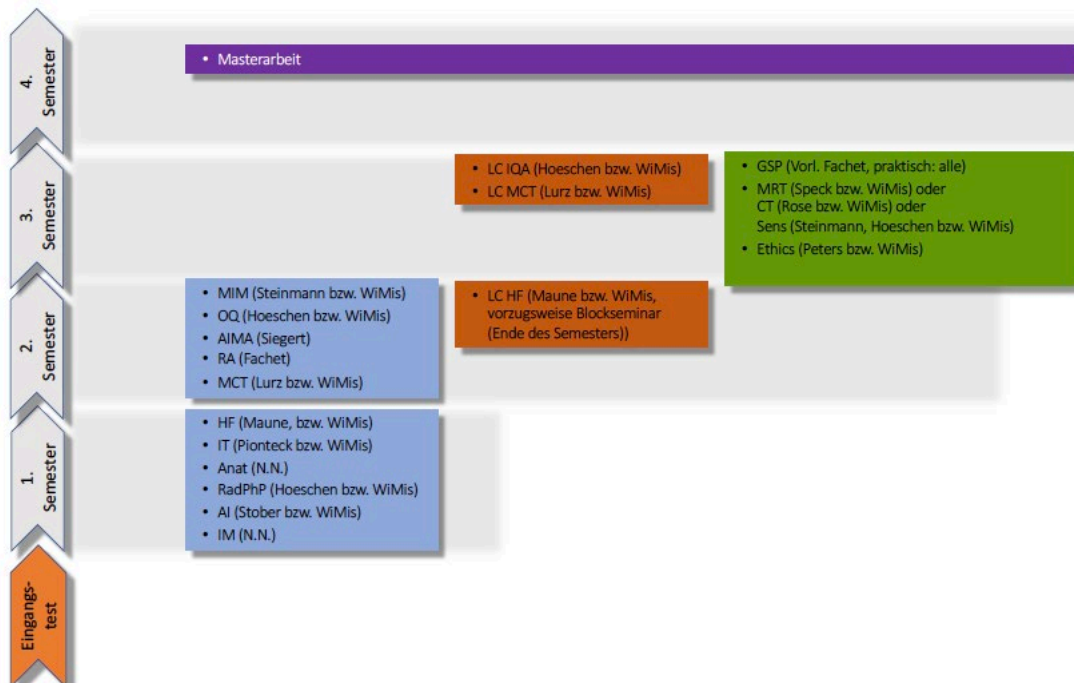 4.
Semester
• Masterarbeit
3.
Semester
• LC IQA (Hoeschen bzw. WiMis)
• LC MCT (Lurz bzw. WiMis)
• GSP (Vorl. Fachet, praktisch: alle)
• MRT (Speck bzw. WiMis) oder
CT (Rose bzw. WiMis) oder
Sens (Steinmann, Hoeschen bzw. WiMis)
• Ethics (Peters bzw. WiMis)
2.
Semester
• MIM (Steinmann bzw. WiMis)
• OQ (Hoeschen bzw. WiMis)
• AIMA (Siegert)
• RA (Fachet)
• MCT (Lurz bzw. WiMis)
• LC HF (Maune bzw. WiMis,
vorzugsweise Blockseminar
(Ende des Semesters))
1.
Semester
• HF (Maune, bzw. WiMis)
• IT (Pionteck bzw. WiMis)
• Anat (N.N.)
• RadPhP (Hoeschen bzw. WiMis)
• AI (Stober bzw. WiMis)
• IM (N.N.)
Eingangs-
test